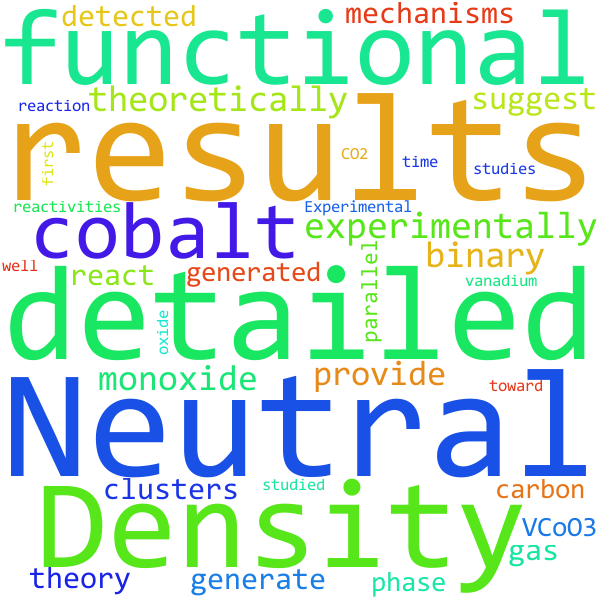 detected mechanisms
functional
theoretically suggest
reaction
results
first CO2 time studies
reactivities Experimental
cobalt experimentally
binary
well react generated parallel vanadium
detailed
oxide
monoxide provide
toward
Neutral
clusters studied carbon
Density
VCoO3
gas
theory generate phase